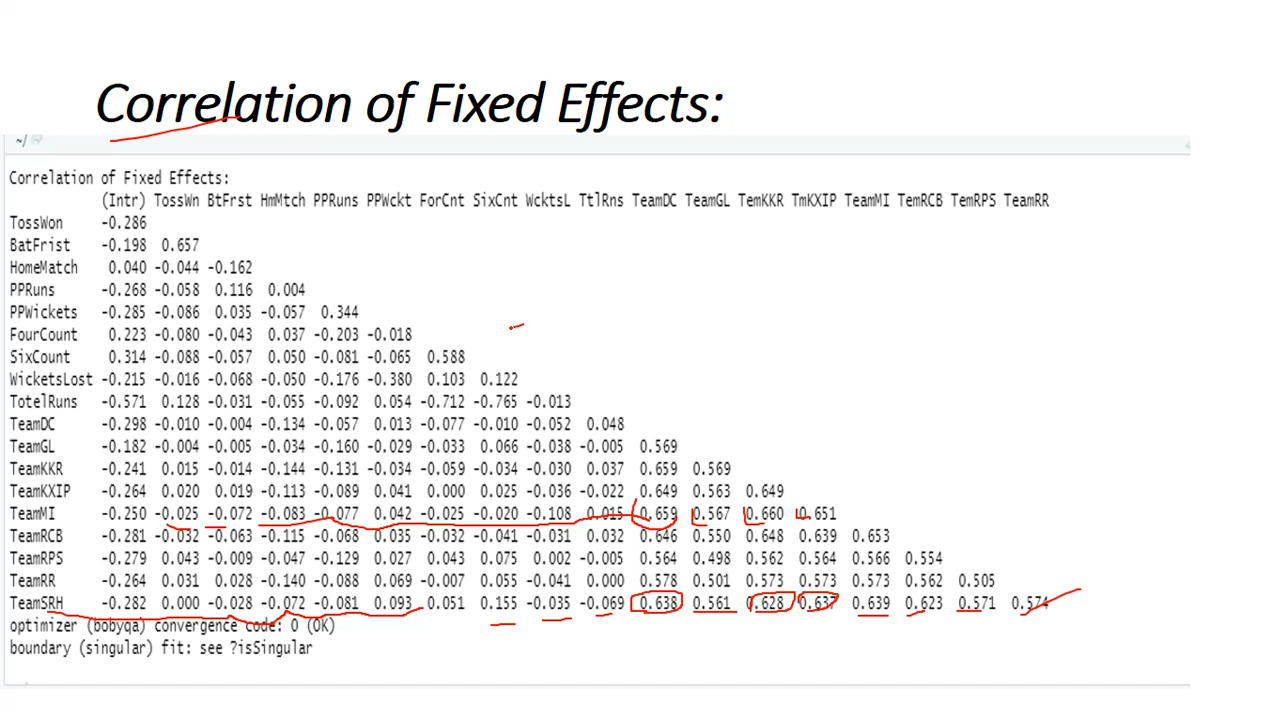 Correlation of Fixed Effects:
~/
Correlation of Fixed Effects:
(Intr) TossWn BtFrst HmMtch PPRuns PPWckt ForCnt SixCnt WcktsL TtlRns TeamDC TeamGL TemKKR TmKXIP TeamMI TemRCB TemRPS TeamRR
TossWon -0.286
BatFrist -0.198 0.657
HomeMatch 0.040 -0.044 -0.162
PPRuns -0.268 -0.058 0.116 0.004
PPWickets -0.285 -0.086 0.035 -0.057 0.344
FourCount 0.223 -0.080 -0.043 0.037 -0.203 -0.018
SixCount 0.314 -0.088 -0.057 0.050 -0.081 -0.065 0.588
WicketsLost -0.215 -0.016 -0.068 -0.050 -0.176 -0.380 0.103 0.122
TotelRuns -0.571 0.128 -0.031 -0.055 -0.092 0.054 -0.712 -0.765 -0.013
TeamDC -0.298 -0.010 -0.004 -0.134 -0.057 0.013 -0.077 -0.010 -0.052 0.048
TeamGL -0.182 -0.004 -0.005 -0.034 -0.160 -0.029 -0.033 0.066 -0.038 -0.005 0.569
TeamKKR -0.241 0.015 -0.014 -0.144 -0.131 -0.034 -0.059 -0.034 -0.030 0.037 0.659 0.569
TeamKXIP -0.264 0.020 0.019 -0.113 -0.089 0.041 0.000 0.025 -0.036 -0.022 0.649 0.563 0.649
TeamMI -0.250 -0.025 -0.072 -0.083 -0.077 0.042 -0.025 -0.020 -0.108 0.015 0.659 0.567 0.660 0.651
TeamRCB -0.281 -0.032 -0.063 -0.115 -0.068 0.035 -0.032 -0.041 -0.031 0.032 0.646 0.550 0.648 0.639 0.653
TeamRPS -0.279 0.043 -0.009 -0.047 -0.129 0.027 0.043 0.075 0.002 -0.005 0.564 0.498 0.562 0.564 0.566 0.554
TeamRR -0.264 0.031 0.028 -0.140 -0.088 0.069 -0.007 0.055 -0.041 0.000 0.578 0.501 0.573 0.573 0.573 0.562 0.505
TeamSRH -0.282 0.000 -0.028 -0.072 -0.081 0.093 0.051 0.155 -0.035 -0.069 0.638 0.561 0.628 0.637 0.639 0.623 0.571 0.574
optimizer (bobyqa) convergence code: 0 (OK)
boundary (singular) fit: see ?isSingular